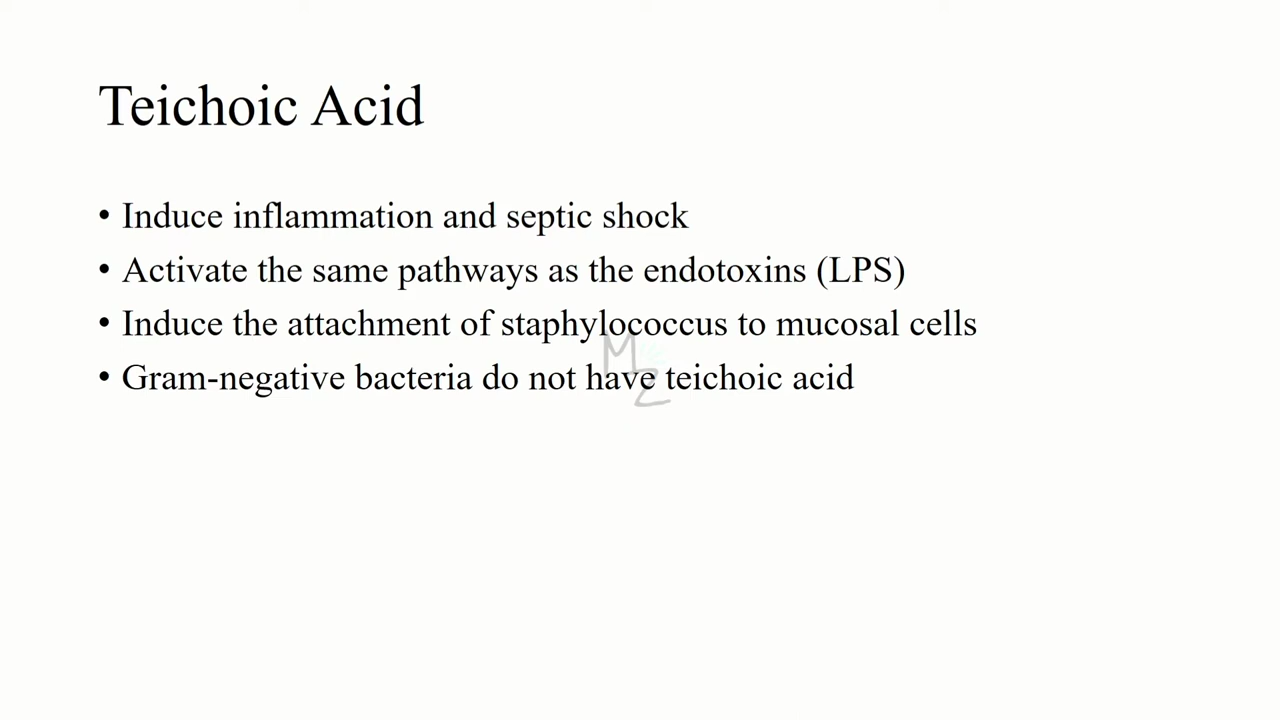 Teichoic Acid
• Induce inflammation and septic shock
• Activate the same pathways as the endotoxins (LPS)
• Induce the attachment of staphylococcus to mucosal cells
• Gram-negative bacteria do not have teichoic acid
MZ